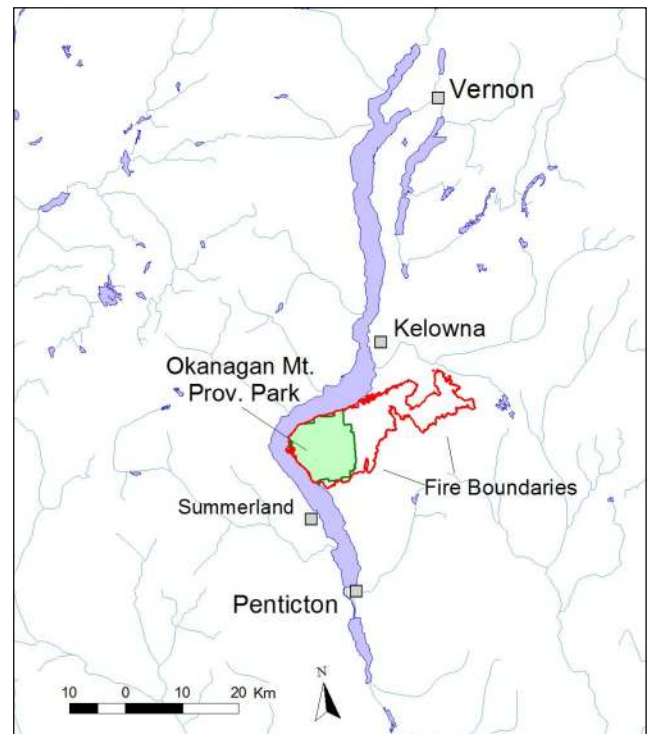 Vernon
Kelowna
Okanagan Mt.
Prov. Park
Fire Boundaries
Summerland
Penticton
N
10 0 10 20 Km